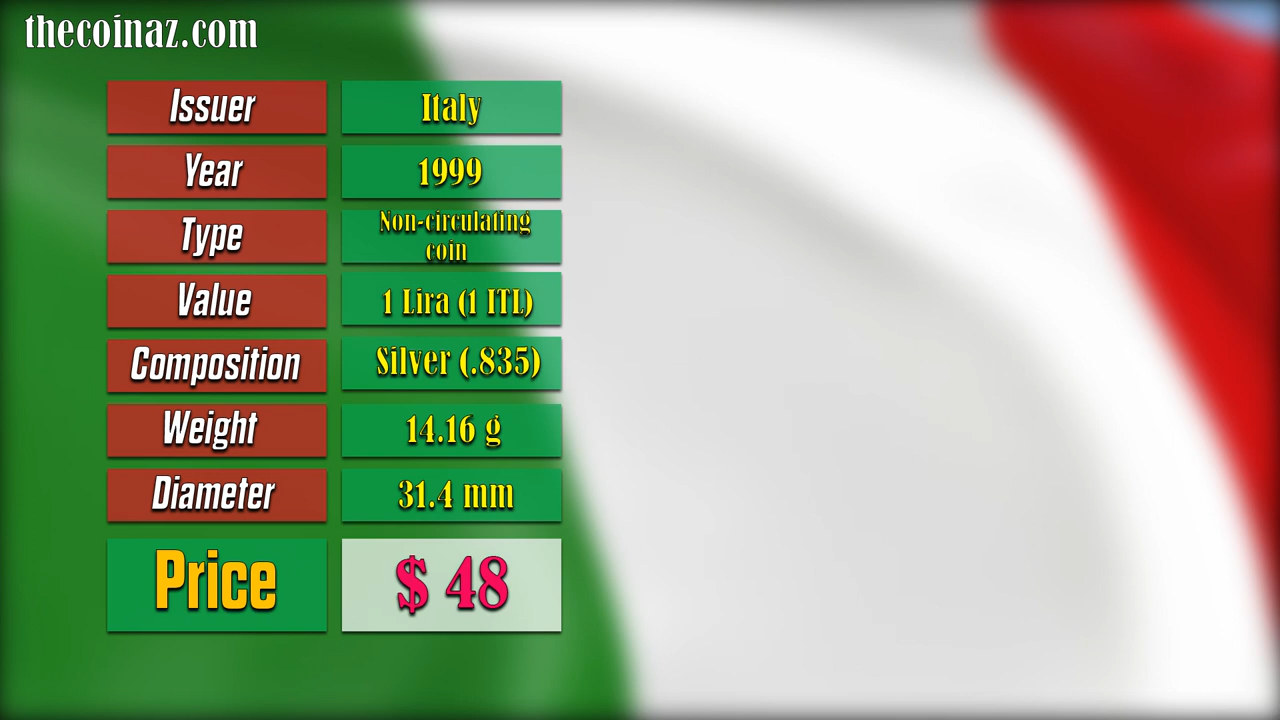 thecoinaz.com
Issuer Italy
Year 1999
Type Non-circulating
coin
Value 1 Lira (1 ITL)
Composition Silver (.835)
Weight 14.16 g
Diameter 31.4 mm
Price $ 48